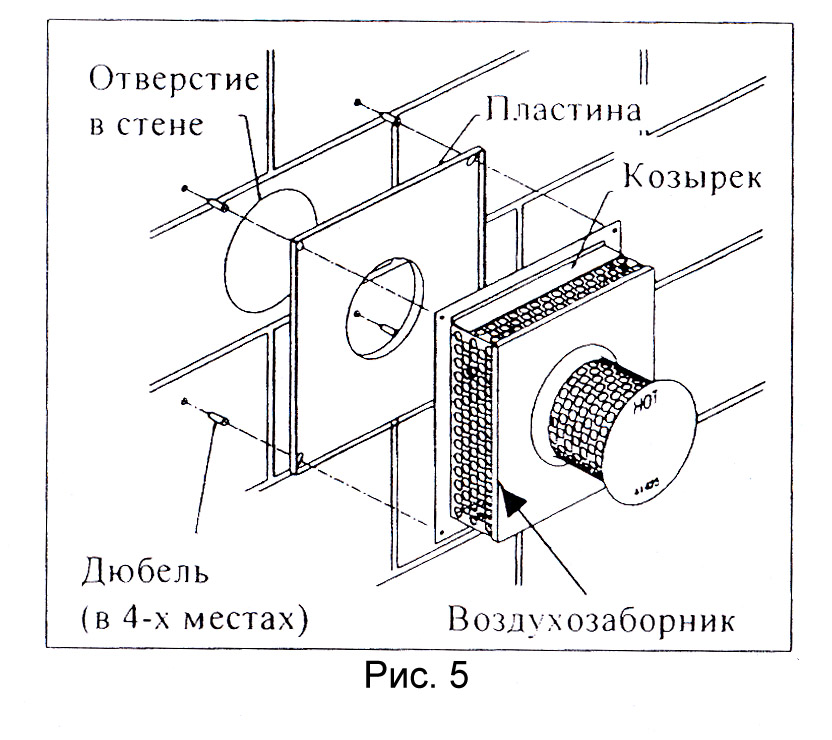 Отверстие
в стене
Пластина
Козырек
HOT
Дюбель
(в 4-х местах)
Воздухозаборник
Рис. 5